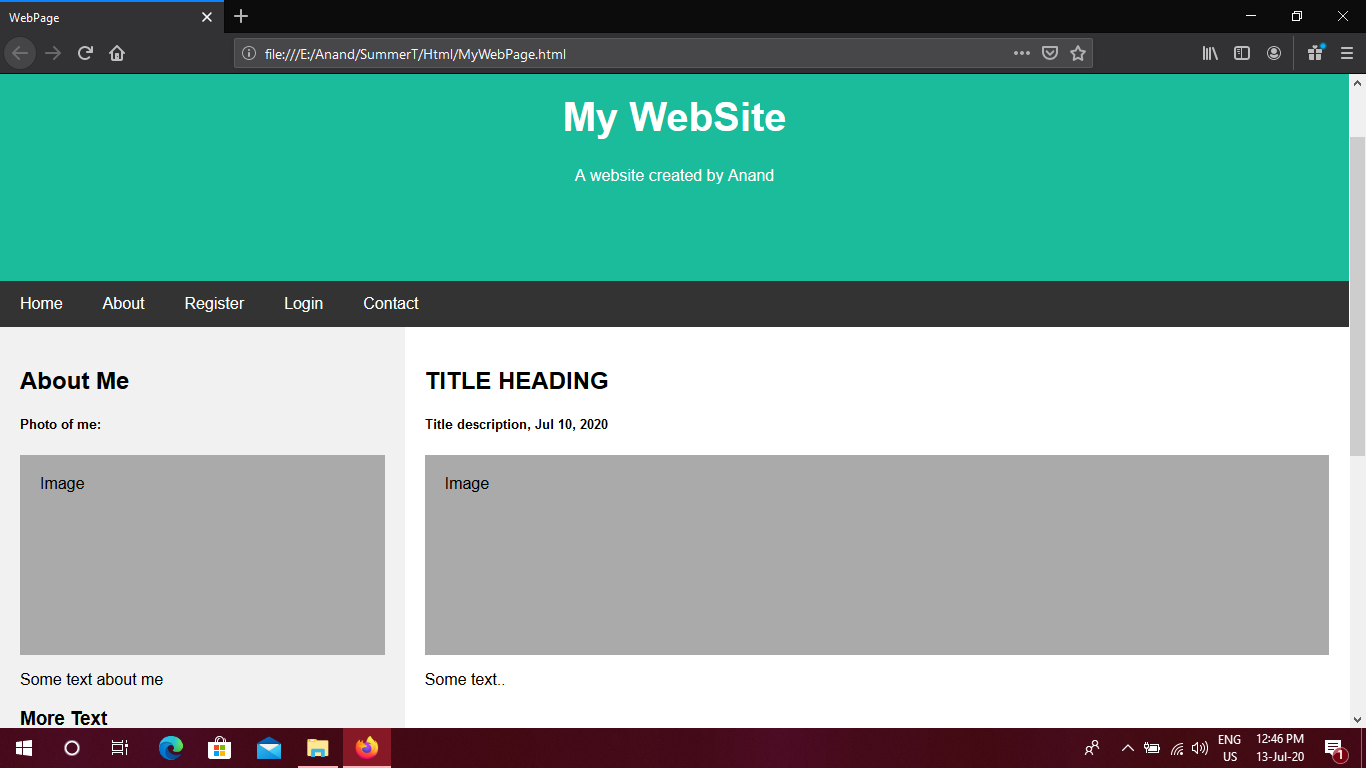 WebPage
file:///E:/Anand/SummerT/Html/MyWebPage.html
My WebSite
A website created by Anand
Home About Register Login Contact
About Me
Photo of me:
Image
Some text about me
More Text
TITLE HEADING
Title description, Jul 10, 2020
Image
Some text..
ENG
US
12:46 PM
13-Jul-20
1